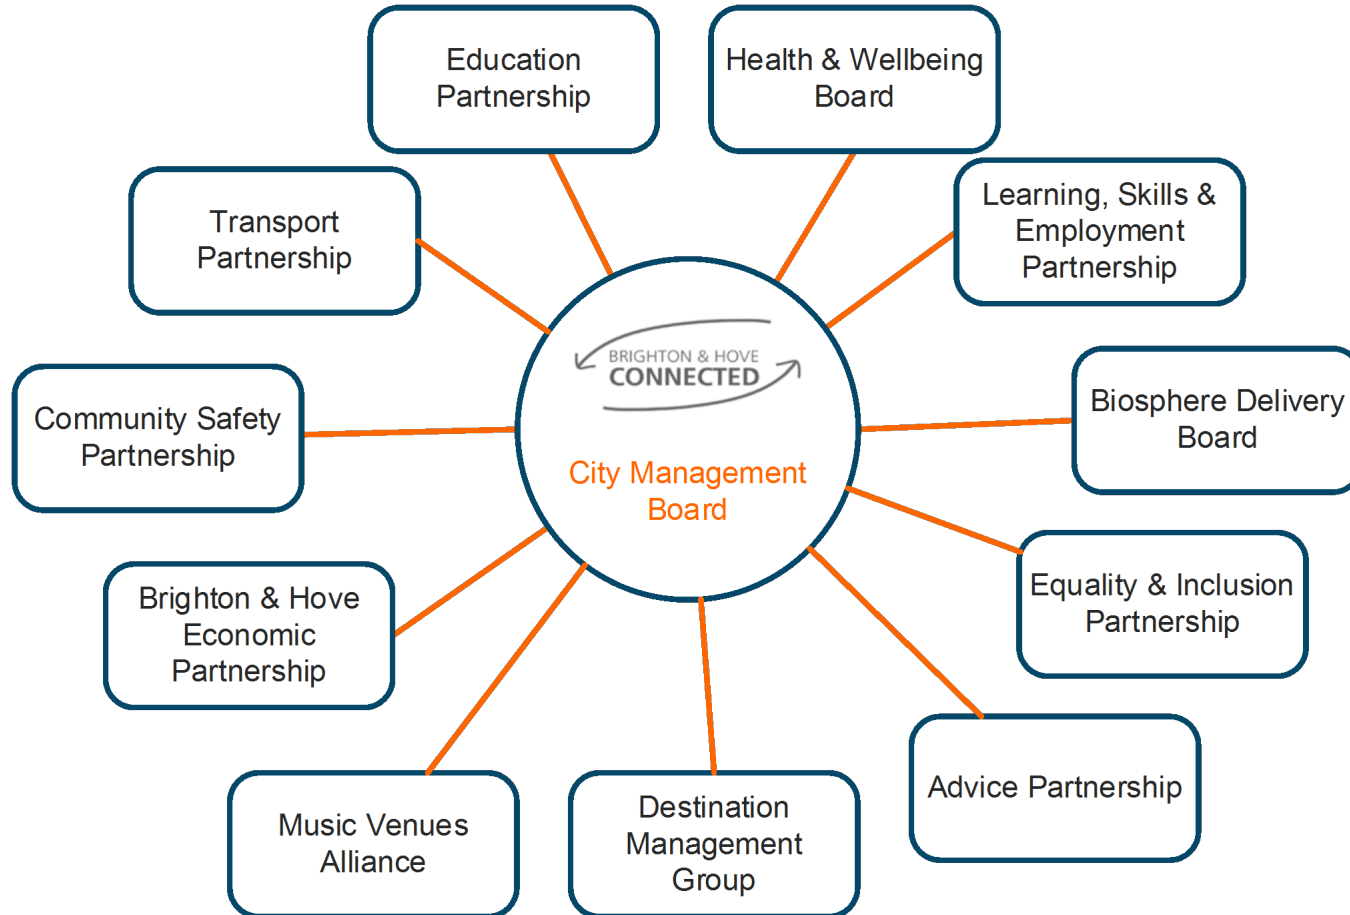 Education
Partnership
Health & Wellbeing
Board
Transport
Partnership
Learning, Skills &
Employment
Partnership
BRIGHTON & HOVE
CONNECTED
City Management
Board
Community Safety
Partnership
Biosphere Delivery
Board
Brighton & Hove
Economic
Partnership
Equality & Inclusion
Partnership
Music Venues
Alliance
Destination
Management
Group
Advice Partnership